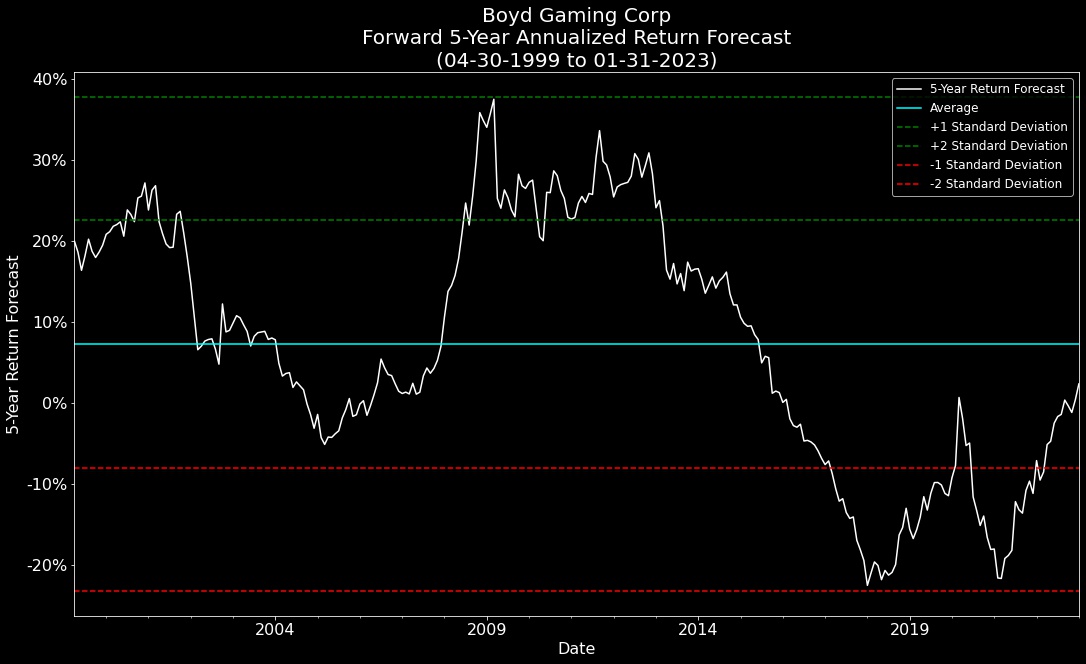 Boyd Gaming Corp
Forward 5-Year Annualized Return Forecast
(04-30-1999 to 01-31-2023)
5-Year Return Forecast
40%
30%
20%
10%
0%
-10%
-20%
5-Year Return Forecast
Average
+1 Standard Deviation
+2 Standard Deviation
-1 Standard Deviation
-2 Standard Deviation
2004
2009
2014
2019
Date